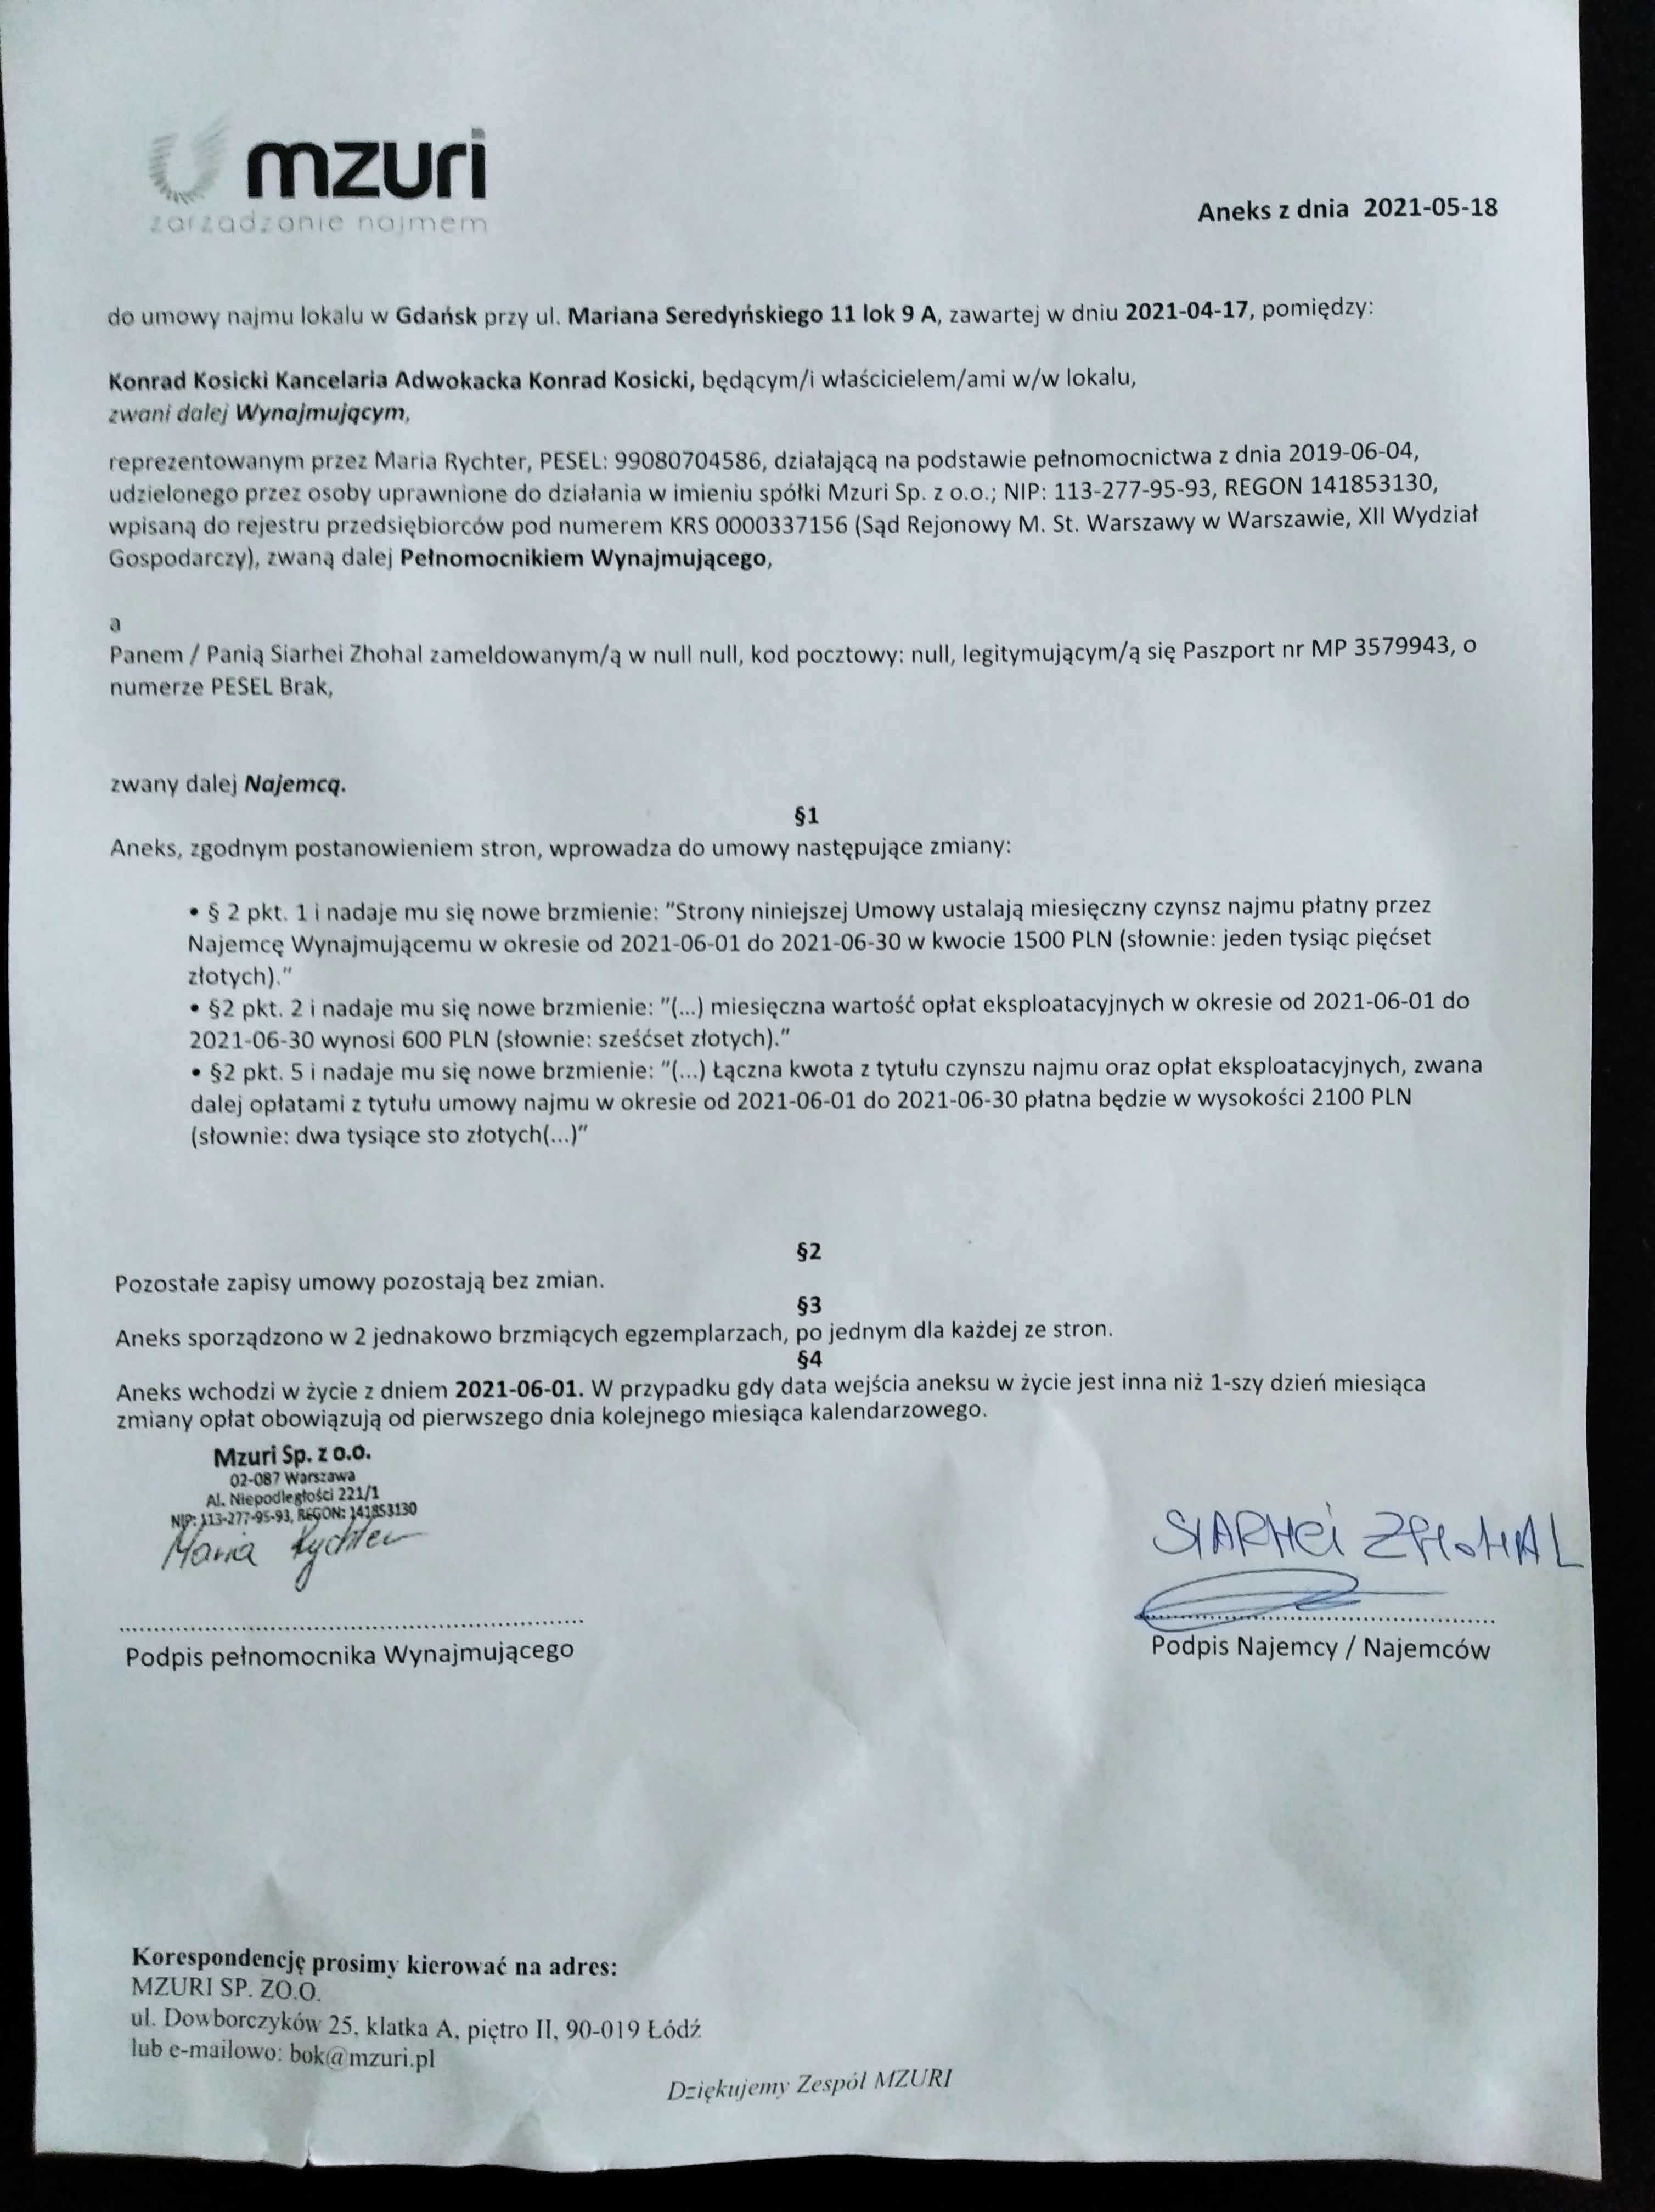 mzuri
zarządzanie najmem
Aneks z dnia 2021-05-18
do umowy najmu lokalu w Gdańsk przy ul. Mariana Seredyńskiego 11 lok 9 A, zawartej w dniu 2021-04-17, pomiędzy:
Konrad Kosicki Kancelaria Adwokacka Konrad Kosicki, będącym/i właścicielem/ami w/w lokalu,
zwani dalej Wynajmującym,
reprezentowanym przez Maria Rychter, PESEL: 99080704586, działającą na podstawie pełnomocnictwa z dnia 2019-06-04,
udzielonego przez osoby uprawnione do działania w imieniu spółki Mzuri Sp. z o.o.; NIP: 113-277-95-93, REGON 141853130,
wpisaną do rejestru przedsiębiorców pod numerem KRS 0000337156 (Sąd Rejonowy M. St. Warszawy w Warszawie, XII Wydział
Gospodarczy), zwaną dalej Pełnomocnikiem Wynajmującego,
a
Panem / Panią Siarhei Zhohal zameldowanym/ą w null null, kod pocztowy: null, legitymującym/ą się Paszport nr MP 3579943, o
numerze PESEL Brak,
zwany dalej Najemcą.
§1
Aneks, zgodnym postanowieniem stron, wprowadza do umowy następujące zmiany:
• § 2 pkt. 1 i nadaje mu się nowe brzmienie: "Strony niniejszej Umowy ustalają miesięczny czynsz najmu płatny przez
Najemcę Wynajmującemu w okresie od 2021-06-01 do 2021-06-30 w kwocie 1500 PLN (słownie: jeden tysiąc pięćset
złotych)."
• §2 pkt. 2 i nadaje mu się nowe brzmienie: "(...) miesięczna wartość opłat eksploatacyjnych w okresie od 2021-06-01 do
2021-06-30 wynosi 600 PLN (słownie: sześćset złotych)."
• §2 pkt. 5 i nadaje mu się nowe brzmienie: "(...) Łączna kwota z tytułu czynszu najmu oraz opłat eksploatacyjnych, zwana
dalej opłatami z tytułu umowy najmu w okresie od 2021-06-01 do 2021-06-30 płatna będzie w wysokości 2100 PLN
(słownie: dwa tysiące sto złotych(...)"
§2
Pozostałe zapisy umowy pozostają bez zmian.
§3
Aneks sporządzono w 2 jednakowo brzmiących egzemplarzach, po jednym dla każdej ze stron.
§4
Aneks wchodzi w życie z dniem 2021-06-01. W przypadku gdy data wejścia aneksu w życie jest inna niż 1-szy dzień miesiąca
zmiany opłat obowiązują od pierwszego dnia kolejnego miesiąca kalendarzowego.
Mzuri Sp. z o.o.
02-087 Warszawa
Al. Niepodległości 221/1
NIP: 113-277-95-93, REGON: 141853130
Maria Rychter
SIARHEi ZHOHAL
Podpis pełnomocnika Wynajmującego
Podpis Najemcy / Najemców
Korespondencję prosimy kierować na adres:
MZURI SP. ZO.O.
ul. Dowborczyków 25, klatka A, piętro II, 90-019 Łódź
lub e-mailowo: bok@mzuri.pl
Dziękujemy Zespół MZURI